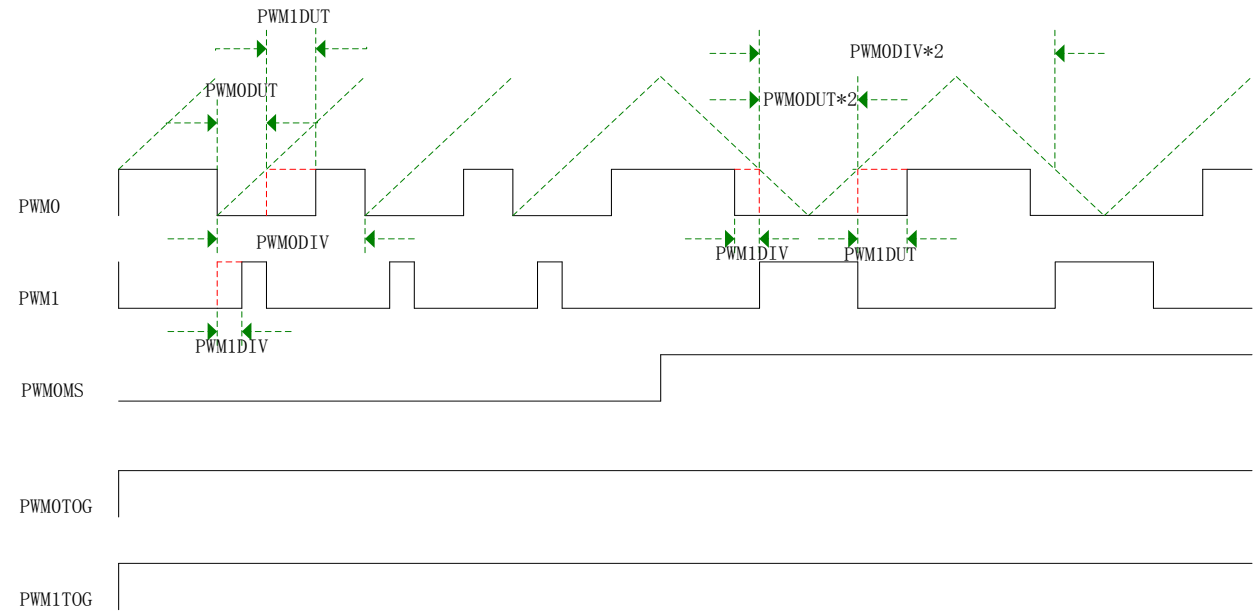 PWM1DUT
PWM0DIV*2
PWM0DUT
PWM0DUT*2
PWM0
PWM0DIV
PWM1DIV
PWM1DUT
PWM1
PWM1DIV
PWM0MS
PWM0TOG
PWM1TOG